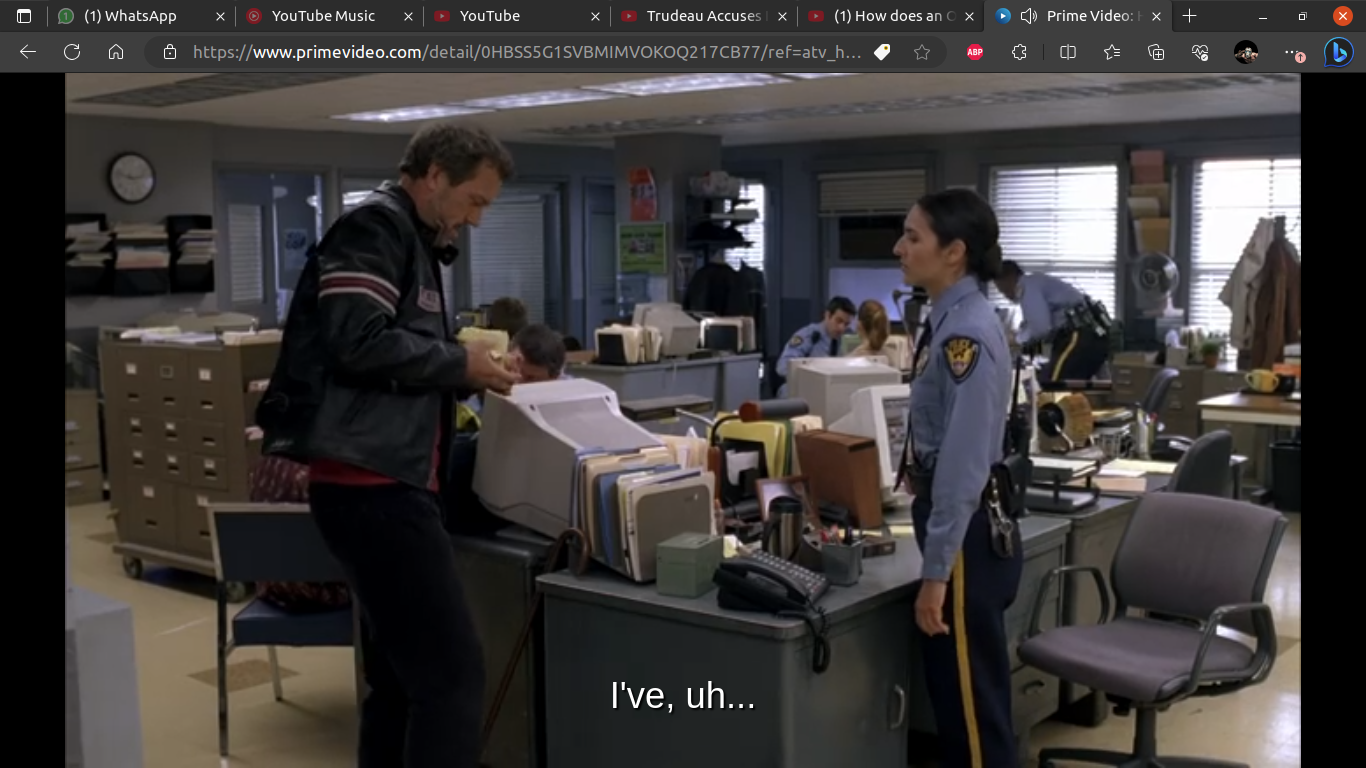 (1) WhatsApp
YouTube Music
YouTube
Trudeau Accuses
(1) How does an O
Prime Video: H
https://www.primevideo.com/detail/0HBSS5G1SVBMIMVOKOQ217CB77/ref=atv_h...
ABP
POLICE
I've, uh...